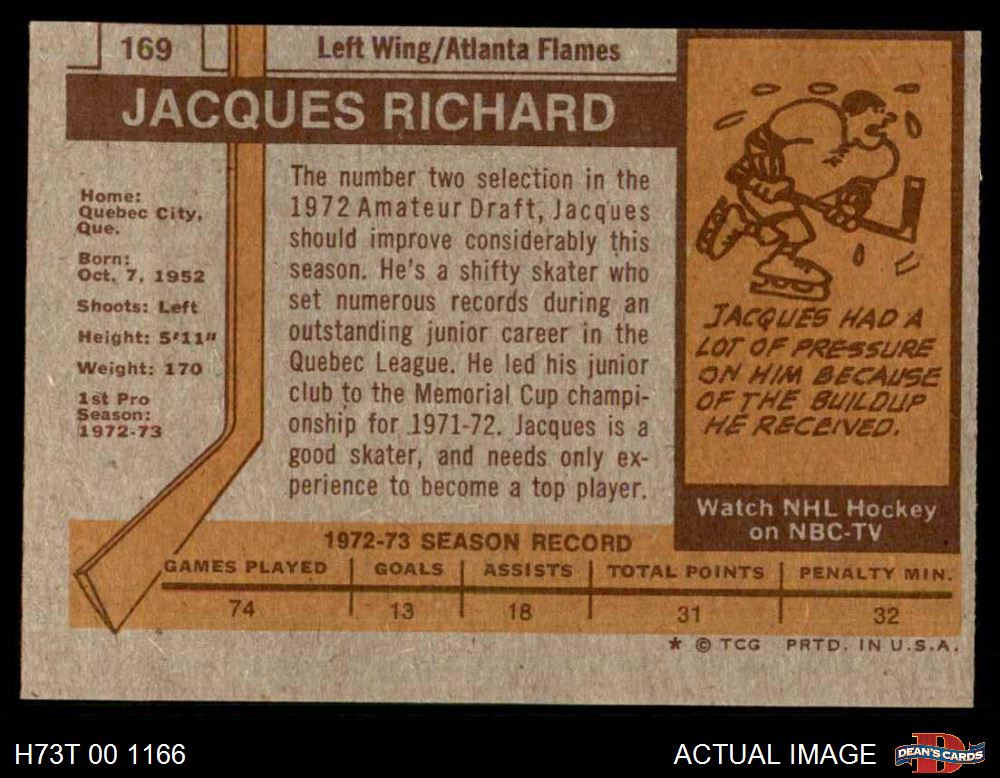 169
Left Wing/Atlanta Flames
JACQUES RICHARD
Home:
Quebec City,
Que.
Born:
Oct. 7, 1952
Shoots: Left
Height: 5'11"
Weight: 170
1st Pro
Season:
1972-73
The number two selection in the
1972 Amateur Draft, Jacques
should improve considerably this
season. He's a shifty skater who
set numerous records during an
outstanding junior career in the
Quebec League. He led his junior
club to the Memorial Cup champi-
onship for 1971-72. Jacques is a
good skater, and needs only ex-
perience to become a top player.
JACQUES HAD A
LOT OF PRESSURE
ON HIM BECAUSE
OF THE BUILDUP
HE RECEIVED.
Watch NHL Hockey
on NBC-TV
1972-73 SEASON RECORD
GAMES PLAYED GOALS ASSISTS TOTAL POINTS PENALTY MIN.
74 13 18 31 32
* © TCG PRTD. IN U.S.A.
H73T 00 1166
ACTUAL IMAGE
DEAN'S CARDS